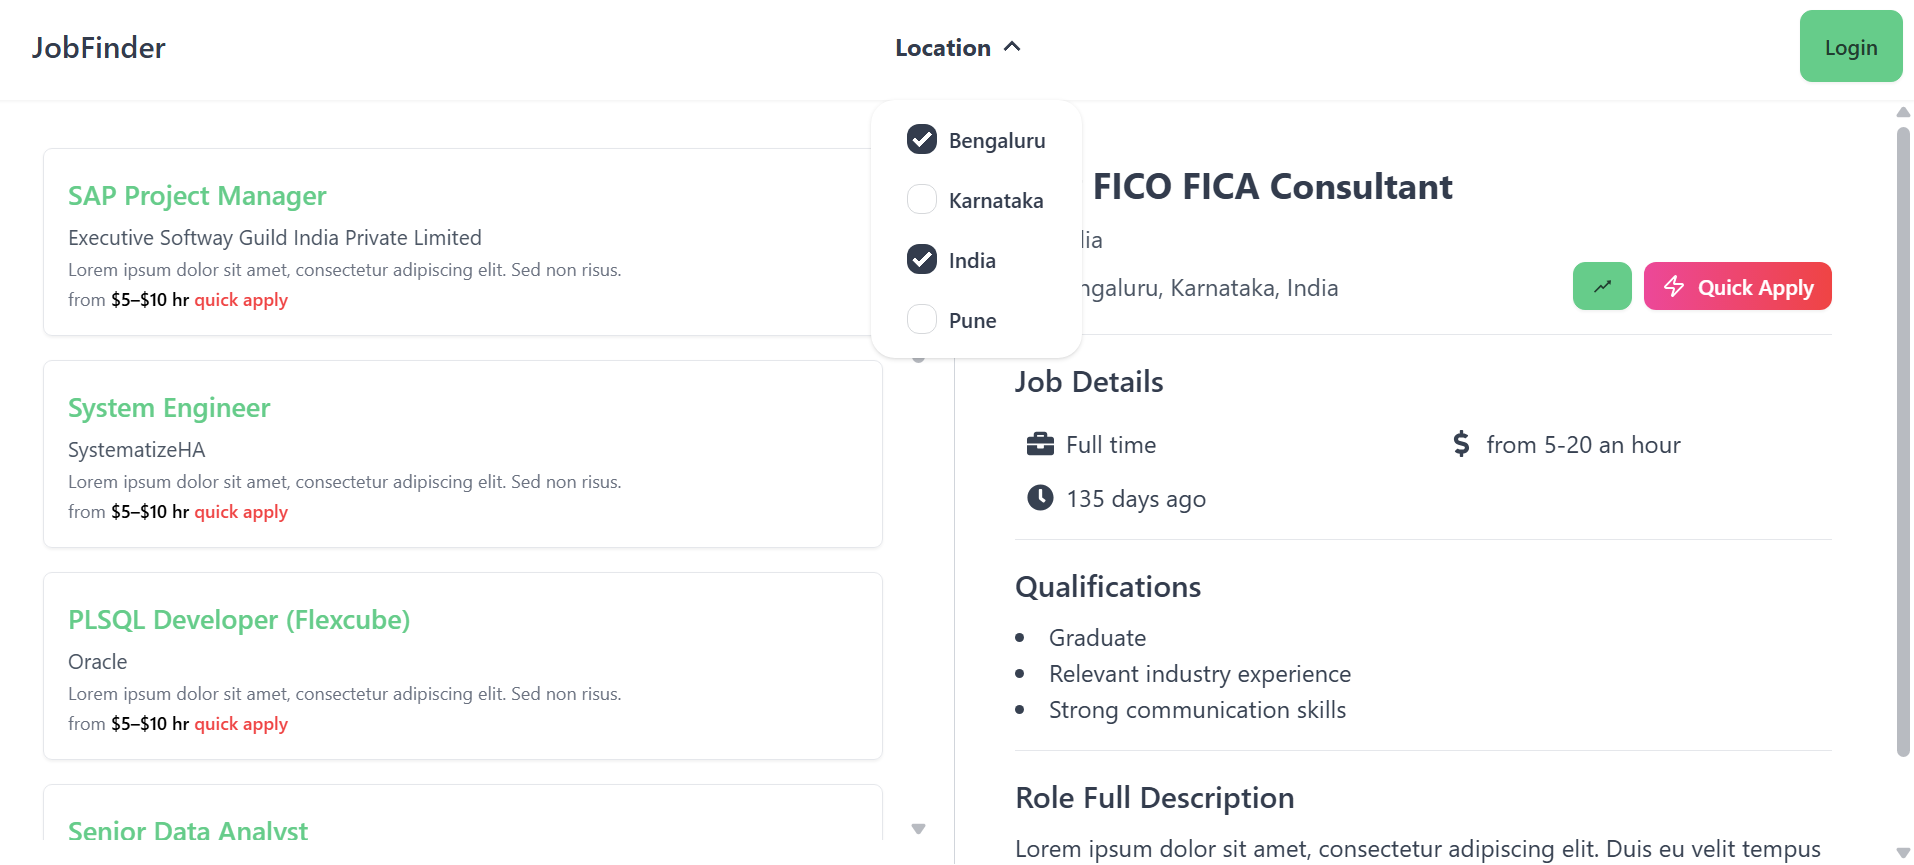 JobFinder
Location
Login
Bengaluru
Karnataka
India
Pune
SAP Project Manager
Executive Softway Guild India Private Limited
Lorem ipsum dolor sit amet, consectetur adipiscing elit. Sed non risus.
from $5–$10 hr quick apply
System Engineer
SystematizeHA
Lorem ipsum dolor sit amet, consectetur adipiscing elit. Sed non risus.
from $5–$10 hr quick apply
PLSQL Developer (Flexcube)
Oracle
Lorem ipsum dolor sit amet, consectetur adipiscing elit. Sed non risus.
from $5–$10 hr quick apply
Senior Data Analyst
FICO FICA Consultant
Karnataka, India
Quick Apply
Job Details
Full time
from 5-20 an hour
135 days ago
Qualifications
Graduate
Relevant industry experience
Strong communication skills
Role Full Description
Lorem ipsum dolor sit amet, consectetur adipiscing elit. Duis eu velit tempus